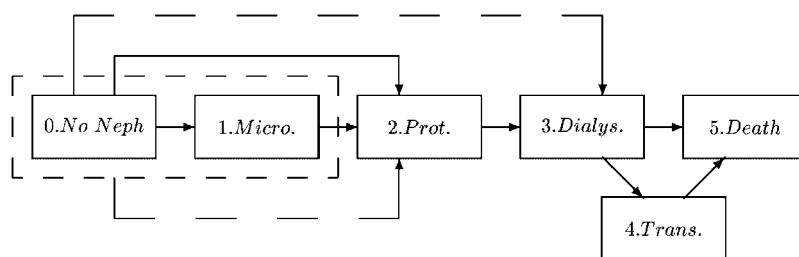 0.No Neph
1.Micro.
2.Prot.
3.Dialys.
5.Death
4.Trans.